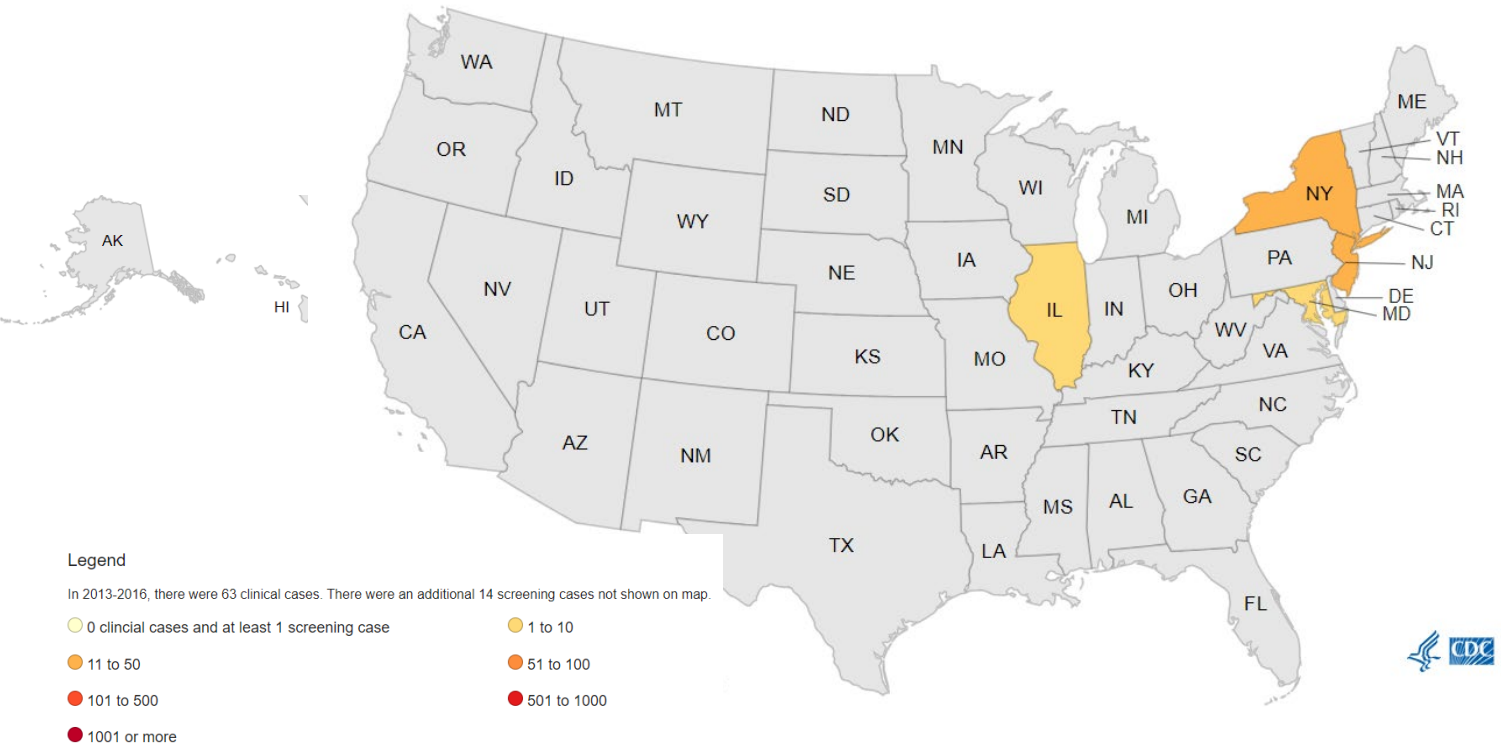 WA
MT
ND
MN
ME
VT
NH
OR
ID
SD
WI
MI
NY
MA
RI
CT
WY
AK
IA
PA
NJ
NE
NV
UT
IL
IN
OH
DE
MD
HI
CA
CO
KS
MO
WV
VA
KY
NC
TN
OK
AZ
NM
AR
SC
MS
AL
GA
TX
LA
FL
Legend
In 2013-2016, there were 63 clinical cases. There were an additional 14 screening cases not shown on map.
0 clincial cases and at least 1 screening case
1 to 10
11 to 50
51 to 100
101 to 500
501 to 1000
1001 or more
CDC